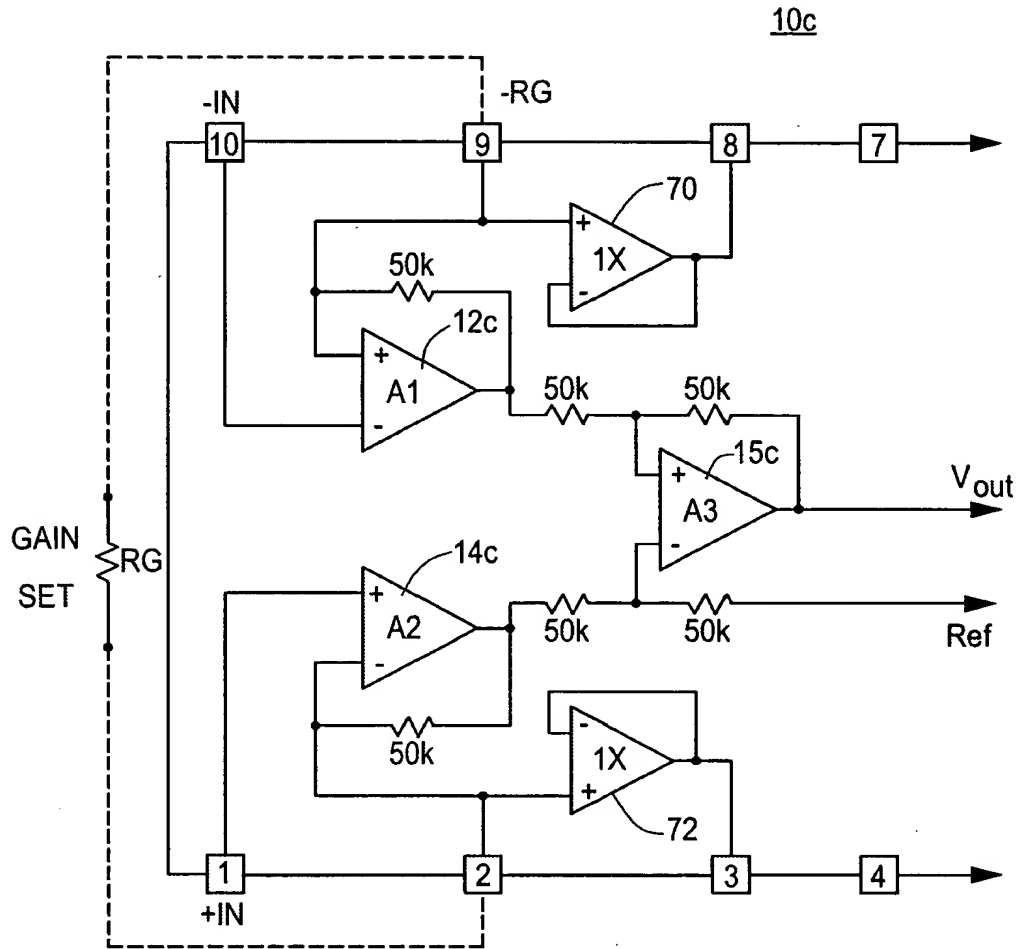 10c
-IN
-RG
10
9
8
7
70
+
1X
-
50k
12c
+
A1
-
50k
50k
15c
+
A3
-
Vout
GAIN
SET
RG
14c
+
A2
-
50k
50k
Ref
50k
-
1X
+
72
1
2
3
4
+IN